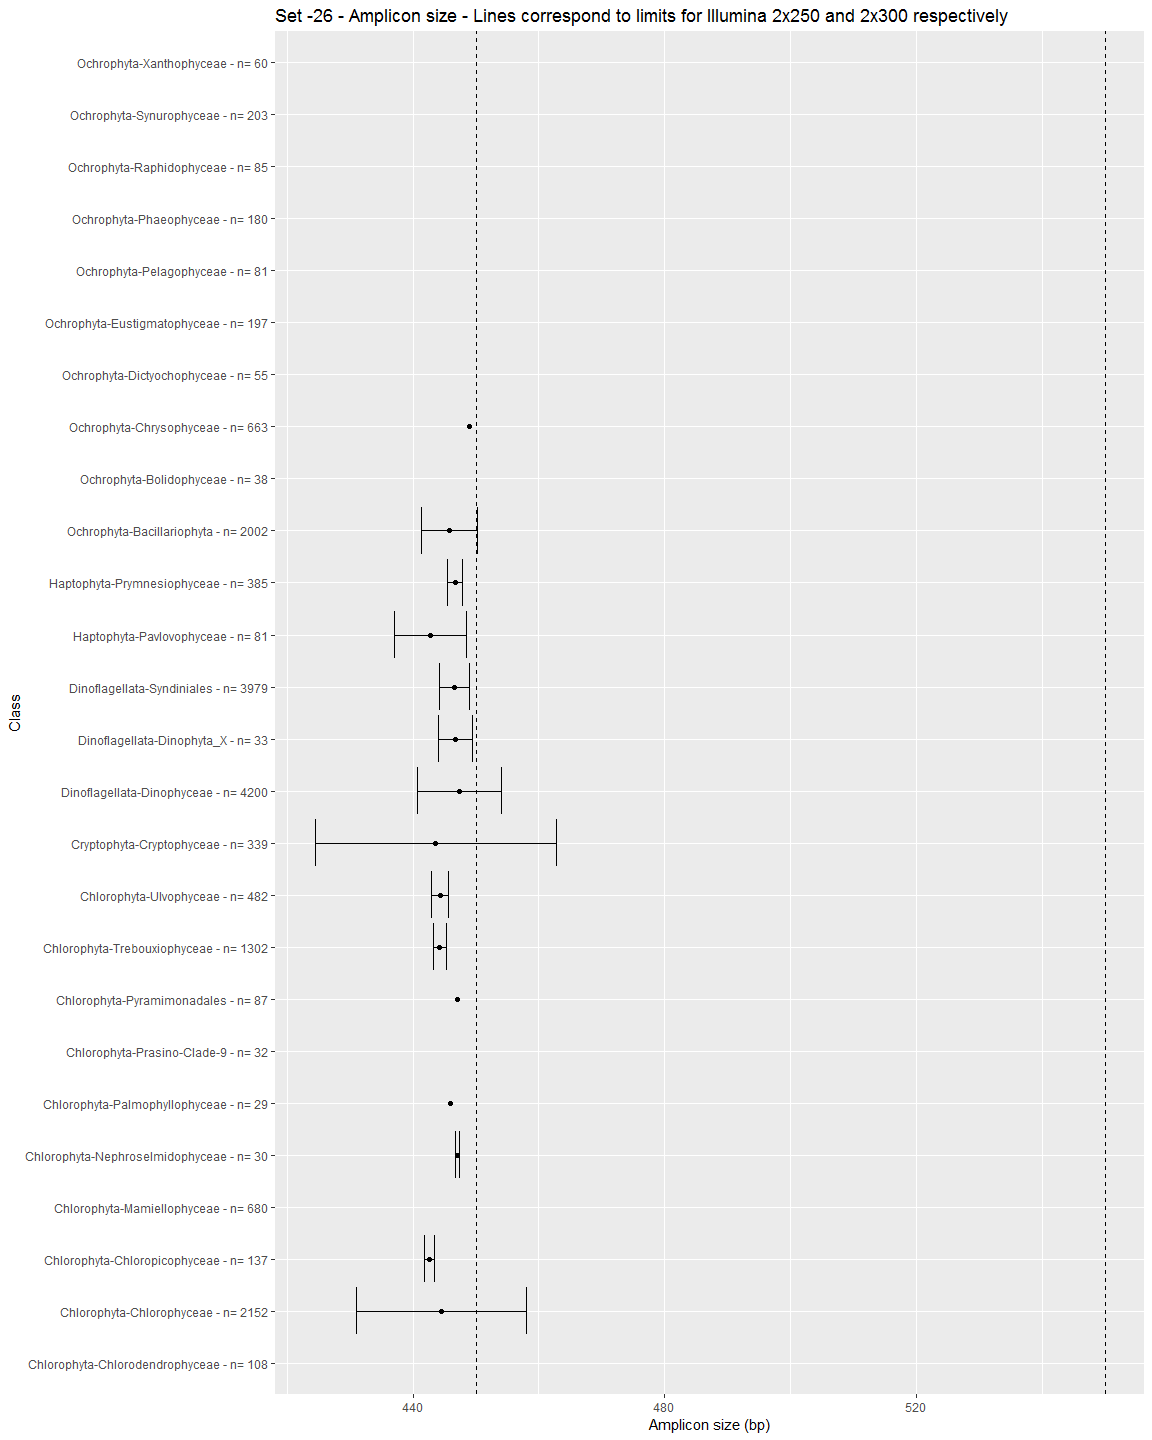 Set -26 - Amplicon size - Lines correspond to limits for Illumina 2x250 and 2x300 respectively
Ochrophyta-Xanthophyceae - n= 60
Ochrophyta-Synurophyceae - n= 203
Ochrophyta-Raphidophyceae - n= 85
Ochrophyta-Phaeophyceae - n= 180
Ochrophyta-Pelagophyceae - n= 81
Ochrophyta-Eustigmatophyceae - n= 197
Ochrophyta-Dictyochophyceae - n= 55
Ochrophyta-Chrysophyceae - n= 663
Ochrophyta-Bolidophyceae - n= 38
Ochrophyta-Bacillariophyta - n= 2002
Haptophyta-Prymnesiophyceae - n= 385
Haptophyta-Pavlovophyceae - n= 81
Dinoflagellata-Syndiniales - n= 3979
Dinoflagellata-Dinophyta_X - n= 33
Dinoflagellata-Dinophyceae - n= 4200
Cryptophyta-Cryptophyceae - n= 339
Chlorophyta-Ulvophyceae - n= 482
Chlorophyta-Trebouxiophyceae - n= 1302
Chlorophyta-Pyramimonadales - n= 87
Chlorophyta-Prasino-Clade-9 - n= 32
Chlorophyta-Palmophyllophyceae - n= 29
Chlorophyta-Nephroselmidophyceae - n= 30
Chlorophyta-Mamiellophyceae - n= 680
Chlorophyta-Chloropicophyceae - n= 137
Chlorophyta-Chlorophyceae - n= 2152
Chlorophyta-Chlorodendrophyceae - n= 108
Class
440 480 520
Amplicon size (bp)